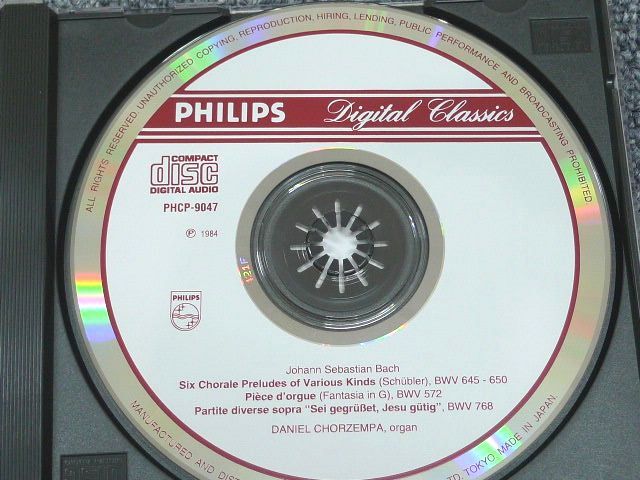 ALL RIGHTS RESERVED. UNAUTHORIZED COPYING, REPRODUCTION, HIRING, LENDING, PUBLIC PERFORMANCE AND BROADCASTING PROHIBITED.
PHILIPS Digital Classics
COMPACT
disc
DIGITAL AUDIO
PHCP-9047
℗ 1984
121F
PHILIPS
Johann Sebastian Bach
Six Chorale Preludes of Various Kinds (Schübler), BWV 645 - 650
Pièce d'orgue (Fantasia in G), BWV 572
Partite diverse sopra "Sei gegrüßet, Jesu gütig", BWV 768
DANIEL CHORZEMPA, organ
MANUFACTURED AND LTD. TOKYO MADE IN JAPAN.